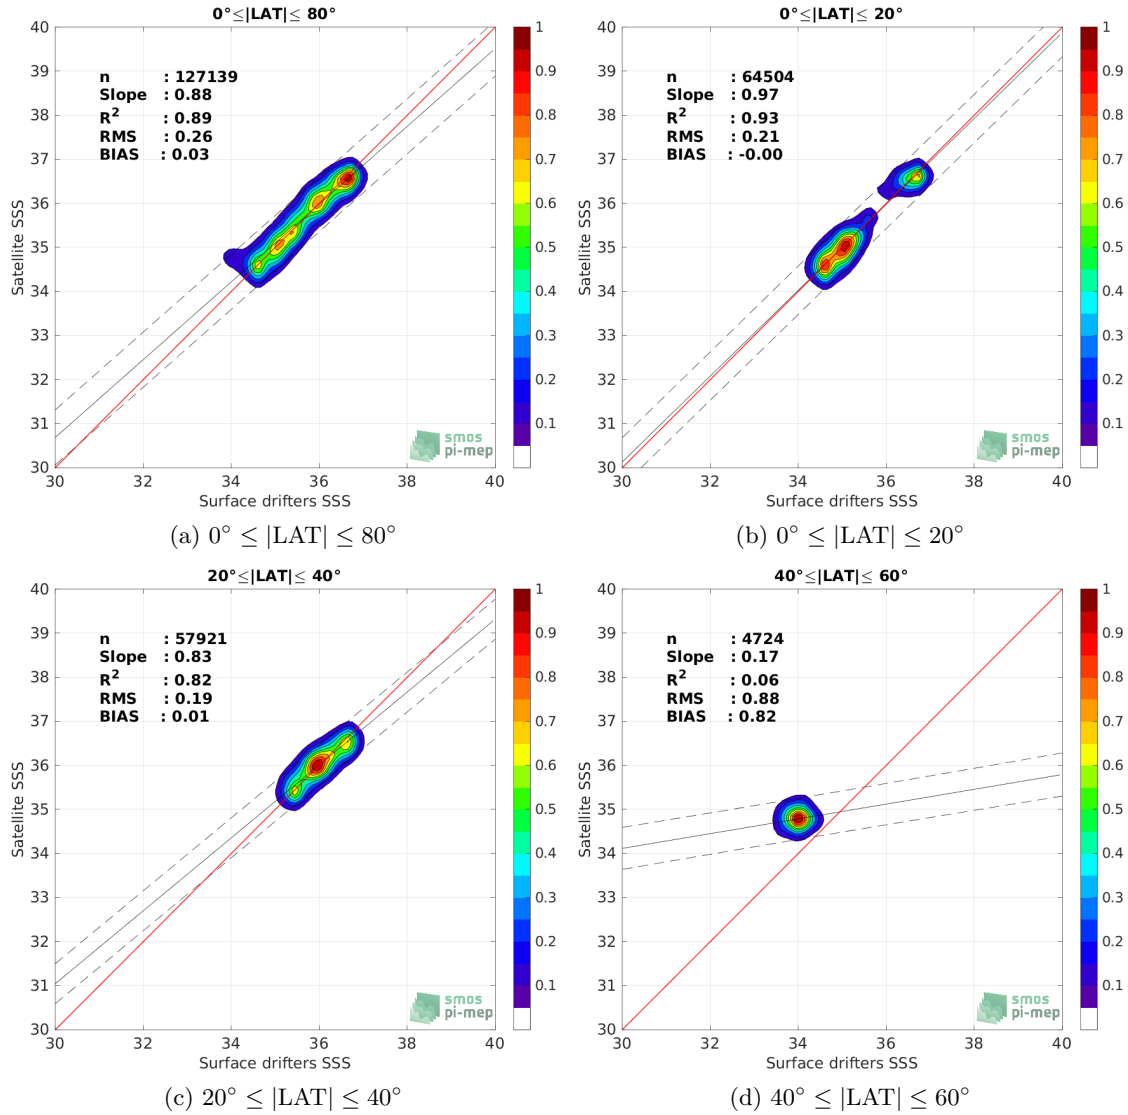 0°≤|LAT|≤ 80°
40
39
38
37
36
35
34
33
32
31
30
Satellite SSS
n : 127139
Slope : 0.88
R² : 0.89
RMS : 0.26
BIAS : 0.03
smos
pi-mep
30
32
34
36
38
40
Surface drifters SSS
1
0.9
0.8
0.7
0.6
0.5
0.4
0.3
0.2
0.1
(a) 0° ≤ |LAT| ≤ 80°
0°≤|LAT|≤ 20°
40
39
38
37
36
35
34
33
32
31
30
Satellite SSS
n : 64504
Slope : 0.97
R² : 0.93
RMS : 0.21
BIAS : -0.00
smos
pi-mep
30
32
34
36
38
40
Surface drifters SSS
1
0.9
0.8
0.7
0.6
0.5
0.4
0.3
0.2
0.1
(b) 0° ≤ |LAT| ≤ 20°
20°≤|LAT|≤ 40°
40
39
38
37
36
35
34
33
32
31
30
Satellite SSS
n : 57921
Slope : 0.83
R² : 0.82
RMS : 0.19
BIAS : 0.01
smos
pi-mep
30
32
34
36
38
40
Surface drifters SSS
1
0.9
0.8
0.7
0.6
0.5
0.4
0.3
0.2
0.1
(c) 20° ≤ |LAT| ≤ 40°
40°≤|LAT|≤ 60°
40
39
38
37
36
35
34
33
32
31
30
Satellite SSS
n : 4724
Slope : 0.17
R² : 0.06
RMS : 0.88
BIAS : 0.82
smos
pi-mep
30
32
34
36
38
40
Surface drifters SSS
1
0.9
0.8
0.7
0.6
0.5
0.4
0.3
0.2
0.1
(d) 40° ≤ |LAT| ≤ 60°